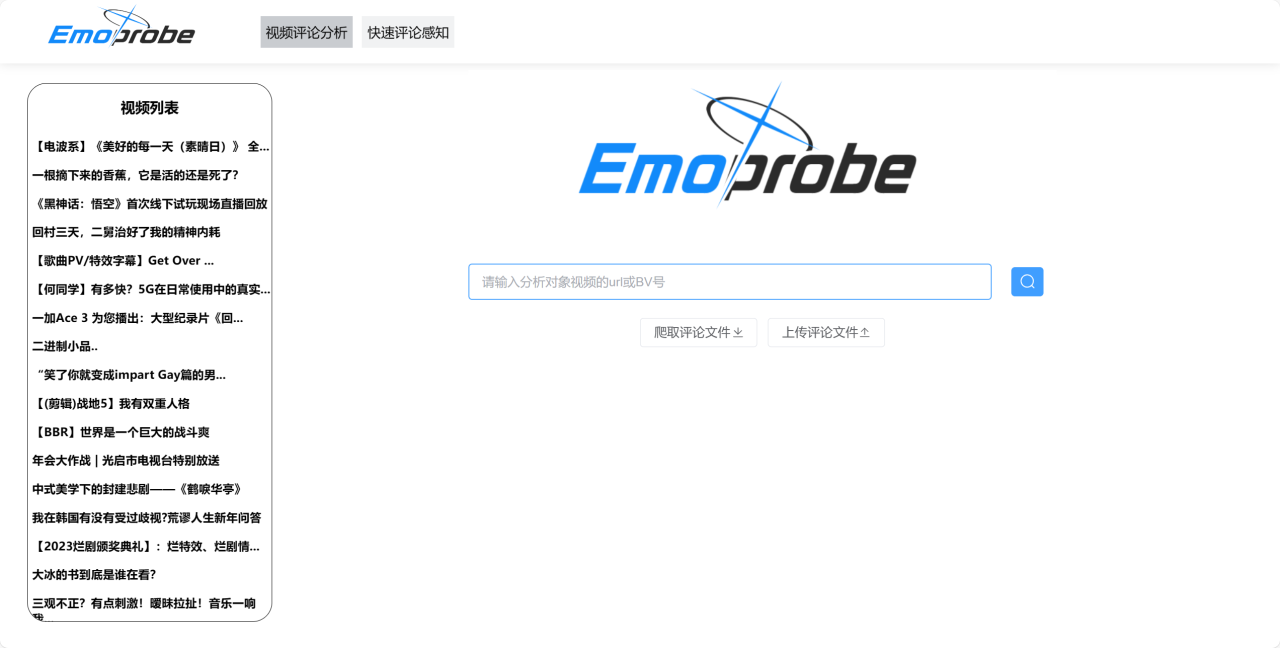 Emoprobe
视频评论分析
快速评论感知
视频列表
【电波系】《美好的每一天（素晴日）》 全...
一根摘下来的香蕉，它是活的还是死了？
《黑神话：悟空》首次线下试玩现场直播回放
回村三天，二舅治好了我的精神内耗
【歌曲PV/特效字幕】Get Over ...
【何同学】有多快？5G在日常使用中的真实...
一加Ace 3 为您播出：大型纪录片《回...
二进制小品..
“笑了你就变成impart Gay篇的男...
【(剪辑)战地5】我有双重人格
【BBR】世界是一个巨大的战斗爽
年会大作战 | 光启市电视台特别放送
中式美学下的封建悲剧——《鹤唳华亭》
我在韩国有没有受过歧视?荒谬人生新年问答
【2023烂剧颁奖典礼】：烂特效、烂剧情...
大冰的书到底是谁在看？
三观不正？有点刺激！暧昧拉扯！音乐一响
Emoprobe
请输入分析对象视频的url或BV号
爬取评论文件
上传评论文件